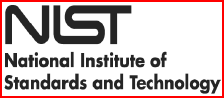 NIST
National Institute of
Standards and Technology